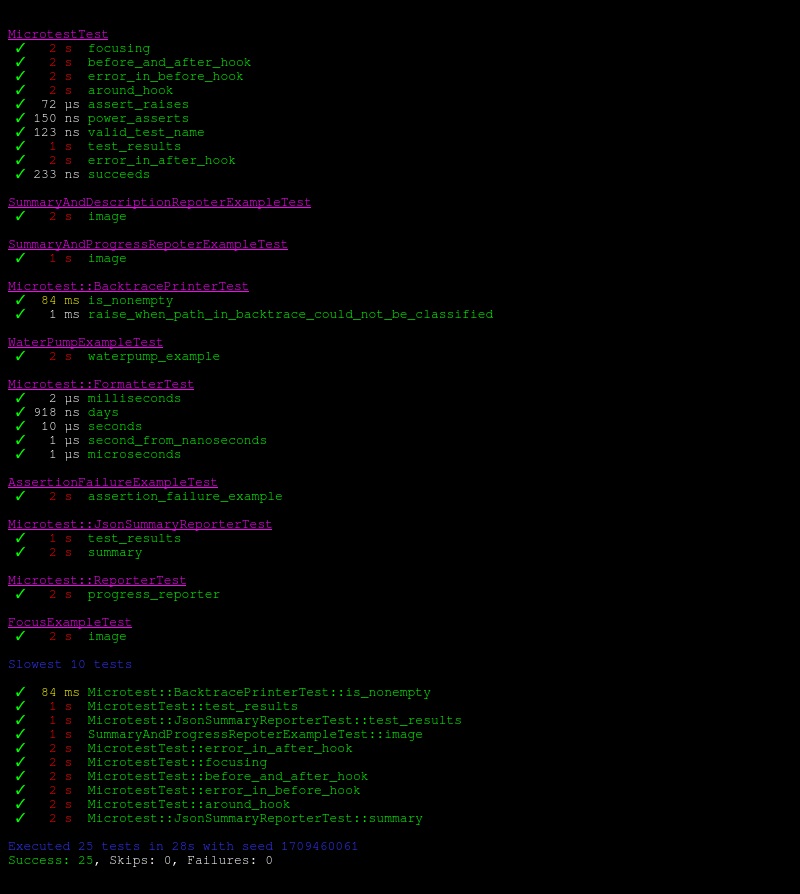 MicrotestTest
✓ 2 s focusing
✓ 2 s before_and_after_hook
✓ 2 s error_in_before_hook
✓ 2 s around_hook
✓ 72 µs assert_raises
✓ 150 ns power_asserts
✓ 123 ns valid_test_name
✓ 1 s test_results
✓ 2 s error_in_after_hook
✓ 233 ns succeeds
SummaryAndDescriptionRepoterExampleTest
✓ 2 s image
SummaryAndProgressRepoterExampleTest
✓ 1 s image
Microtest::BacktracePrinterTest
✓ 84 ms is_nonempty
✓ 1 ms raise_when_path_in_backtrace_could_not_be_classified
WaterPumpExampleTest
✓ 2 s waterpump_example
Microtest::FormatterTest
✓ 2 µs milliseconds
✓ 918 ns days
✓ 10 µs seconds
✓ 1 µs second_from_nanoseconds
✓ 1 µs microseconds
AssertionFailureExampleTest
✓ 2 s assertion_failure_example
Microtest::JsonSummaryReporterTest
✓ 1 s test_results
✓ 2 s summary
Microtest::ReporterTest
✓ 2 s progress_reporter
FocusExampleTest
✓ 2 s image
Slowest 10 tests
✓ 84 ms Microtest::BacktracePrinterTest::is_nonempty
✓ 1 s MicrotestTest::test_results
✓ 1 s Microtest::JsonSummaryReporterTest::test_results
✓ 1 s SummaryAndProgressRepoterExampleTest::image
✓ 2 s MicrotestTest::error_in_after_hook
✓ 2 s MicrotestTest::focusing
✓ 2 s MicrotestTest::before_and_after_hook
✓ 2 s MicrotestTest::error_in_before_hook
✓ 2 s MicrotestTest::around_hook
✓ 2 s Microtest::JsonSummaryReporterTest::summary
Executed 25 tests in 28s with seed 1709460061
Success: 25, Skips: 0, Failures: 0